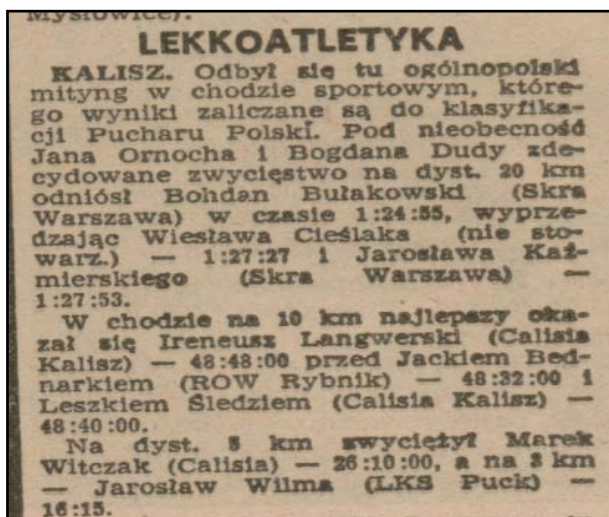 Mysłowice).
LEKKOATLETYKA
KALISZ. Odbył się tu ogólnopolski
mityng w chodzie sportowym, które-
go wyniki zaliczane są do klasyfika-
cji Pucharu Polski. Pod nieobecność
Jana Ornocha i Bogdana Dudy zde-
cydowane zwycięstwo na dyst. 20 km
odniósł Bohdan Bułakowski (Skra
Warszawa) w czasie 1:24:55, wyprze-
dzając Wiesława Cieślaka (nie sto-
warz.) — 1:27:27 i Jarosława Kaź-
mierskiego (Skra Warszawa) —
1:27:53.
W chodzie na 10 km najlepszy oka-
zał się Ireneusz Langwerski (Calisia
Kalisz) — 48:48:00 przed Jackiem Bed-
narkiem (ROW Rybnik) — 48:32:00 i
Leszkiem Śledziem (Calisia Kalisz) —
48:40:00.
Na dyst. 5 km zwyciężył Marek
Witczak (Calisia) — 26:10:00, a na 3 km
— Jarosław Wilma (LKS Puck) —
16:15.